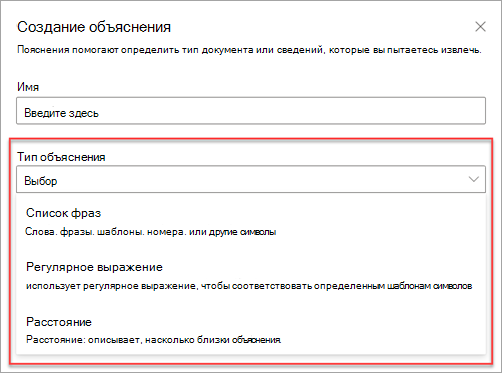 Создание объяснения
Пояснения помогают определить тип документа или сведений, которые вы пытаетесь извлечь.
Имя
Введите здесь
Тип объяснения
Выбор
Список фраз
Слова. фразы. шаблоны. номера. или другие символы
Регулярное выражение
использует регулярное выражение, чтобы соответствовать определенным шаблонам символов
Расстояние
Расстояние: описывает, насколько близки объяснения.